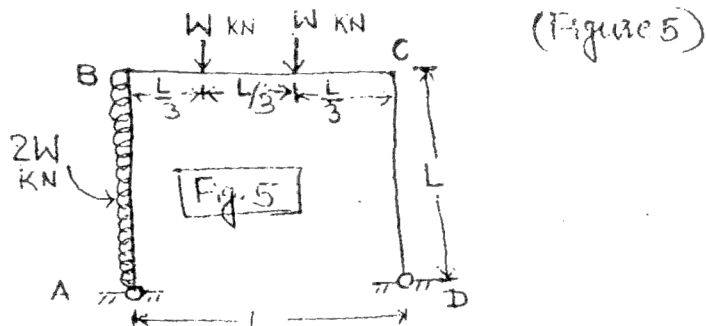 W KN W KN
(Figure 5)
B C
L/3 L/3 L/3
2W
KN
L
Fig. 5
A D